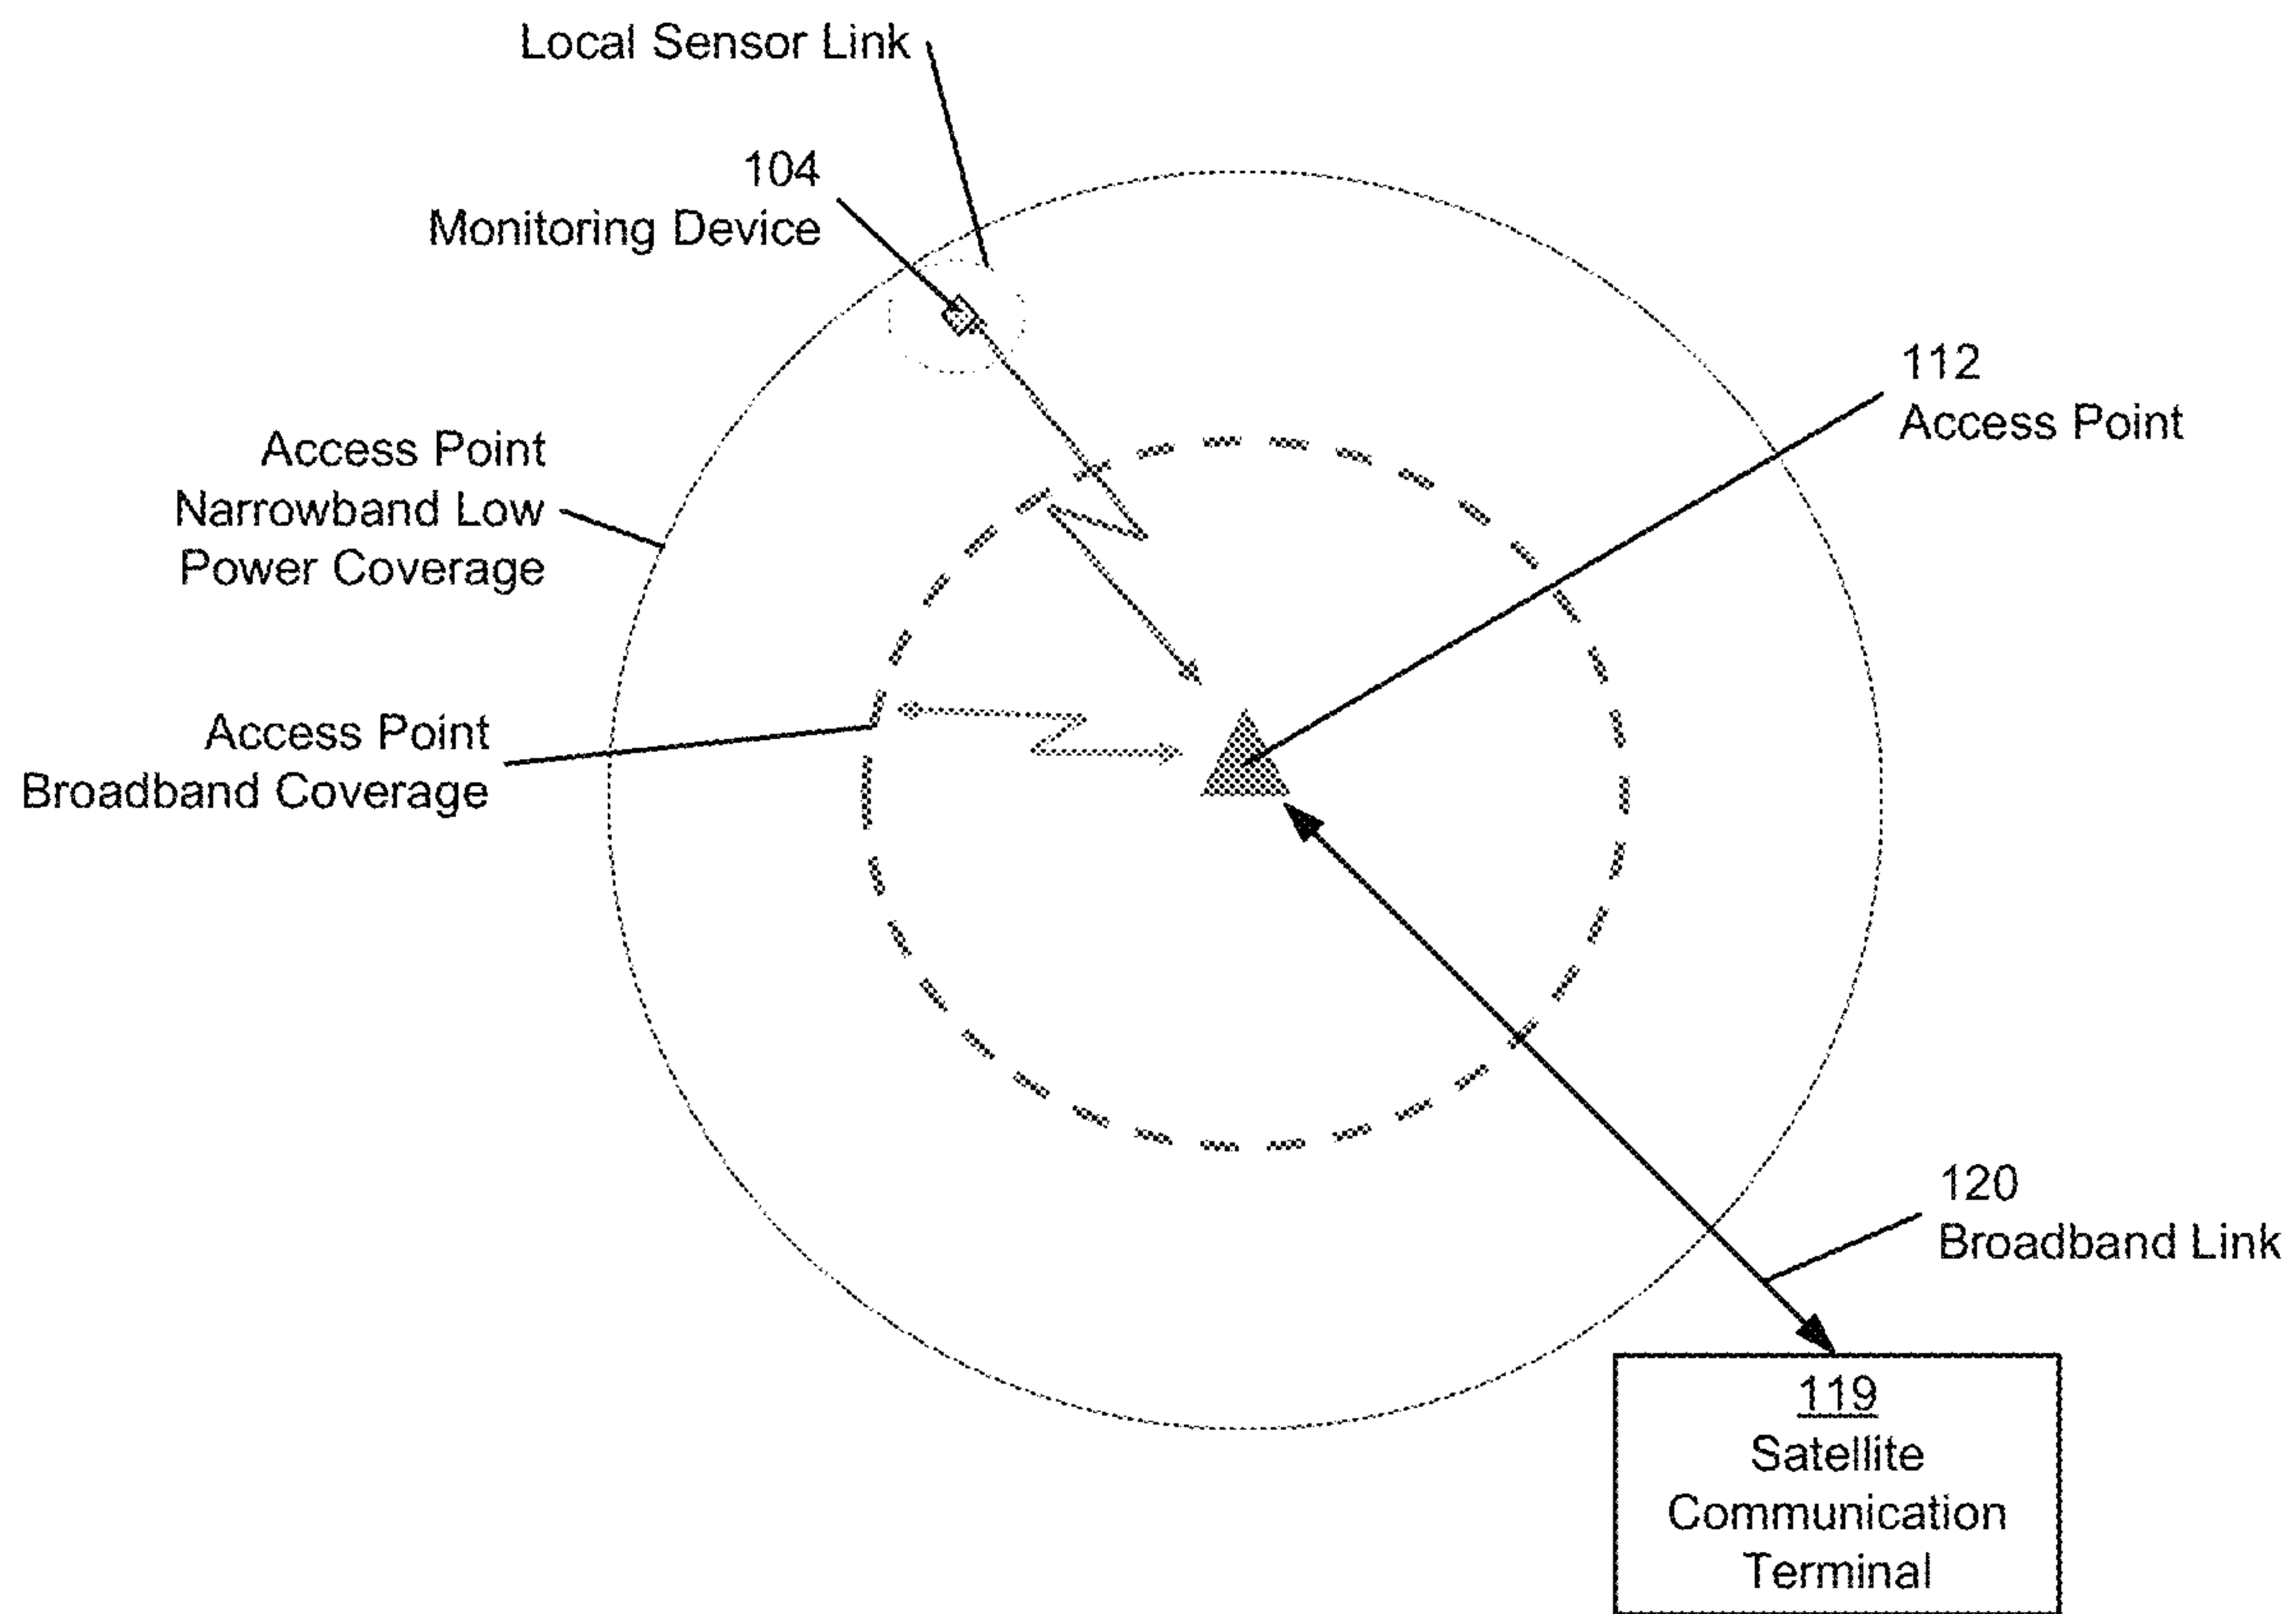 Local Sensor Link
104
Monitoring Device
112
Access Point
Access Point
Narrowband Low
Power Coverage
Access Point
Broadband Coverage
120
Broadband Link
119
Satellite
Communication
Terminal